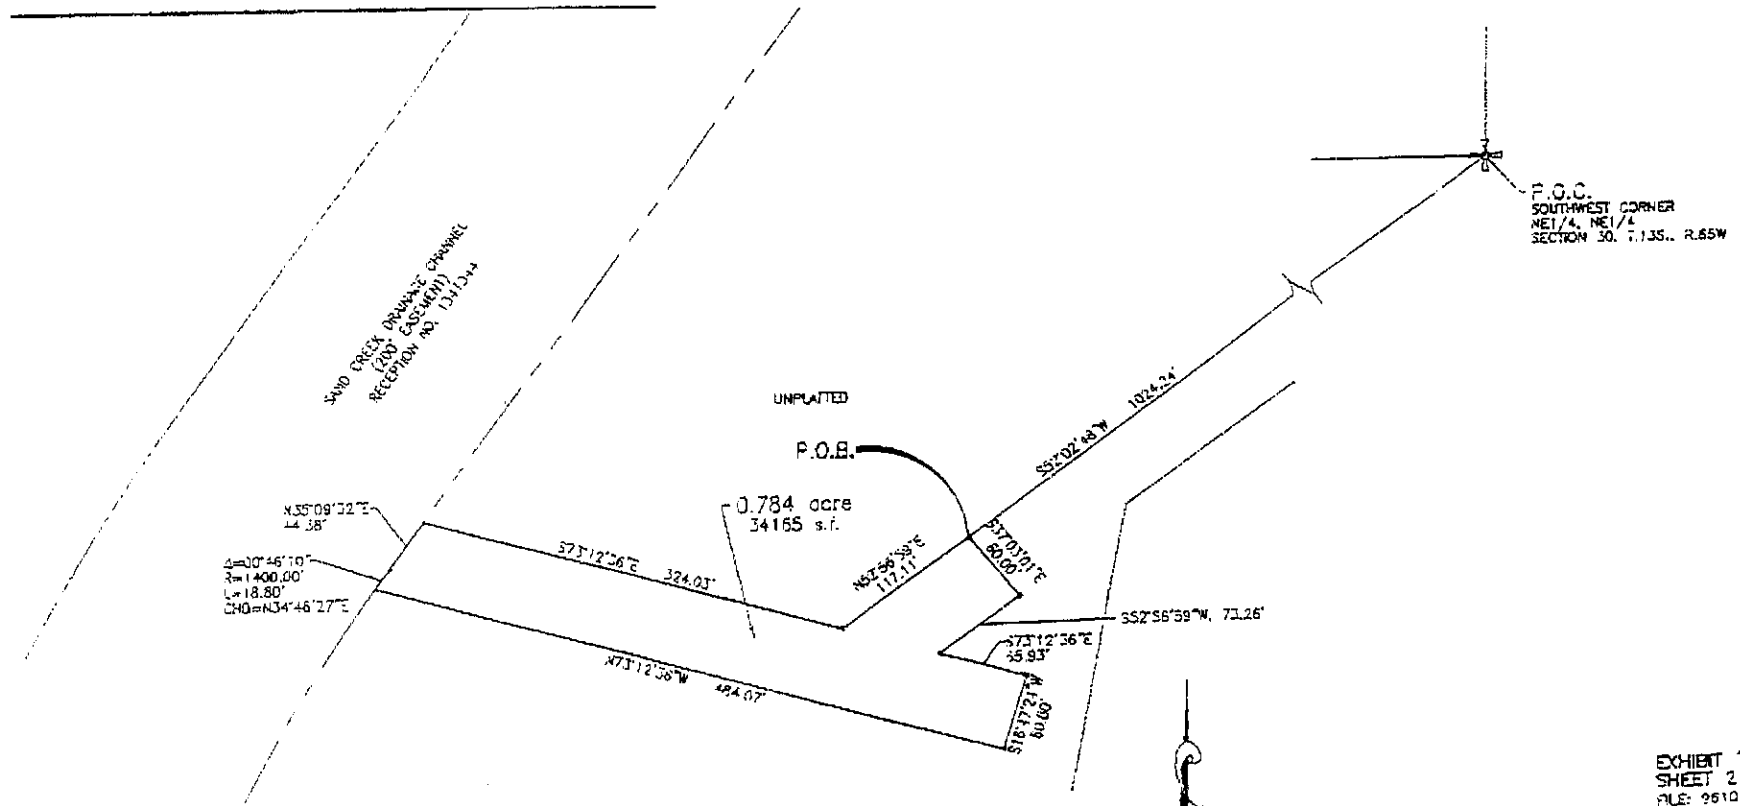 P.O.C.
SOUTHWEST CORNER
NE1/4, NE1/4
SECTION 30, T.13S., R.65W
SAND CREEK DRAINAGE CHANNEL
(200' EASEMENT)
RECEPTION NO.
UNPLATTED
P.O.B.
S52°02'48"W 1024.24'
0.784 acre
34165 s.f.
N35°09'32"E
44.38'
Δ=00°46'10"
R=1400.00'
L=18.80'
CHD=N34°46'27"E
S73°12'36"E 324.03'
N52°56'59"E
117.11'
S37°03'01"E
60.00'
S52°56'59"W, 73.26'
S73°12'36"E
65.93'
S16°47'24"W
60.00'
N73°12'36"W 484.07'
EXHIBIT
SHEET 2
FILE: